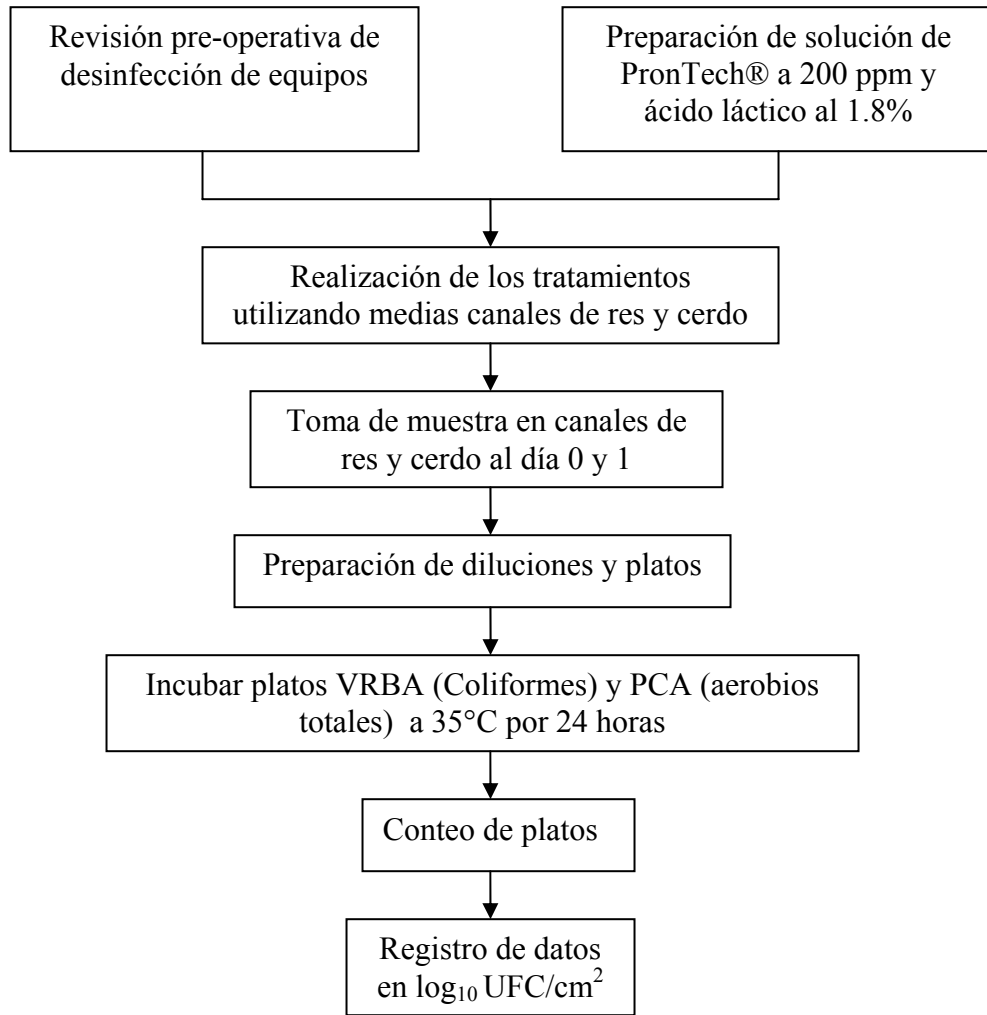 Revisión pre-operativa de
desinfección de equipos
Preparación de solución de
PronTech® a 200 ppm y
ácido láctico al 1.8%
Realización de los tratamientos
utilizando medias canales de res y cerdo
Toma de muestra en canales de
res y cerdo al día 0 y 1
Preparación de diluciones y platos
Incubar platos VRBA (Coliformes) y PCA (aerobios
totales) a 35°C por 24 horas
Conteo de platos
Registro de datos
en log₁₀ UFC/cm²